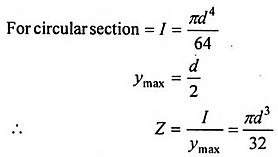 For circular section = I = πd⁴/64
y_max = d/2
∴ Z = I/y_max = πd³/32